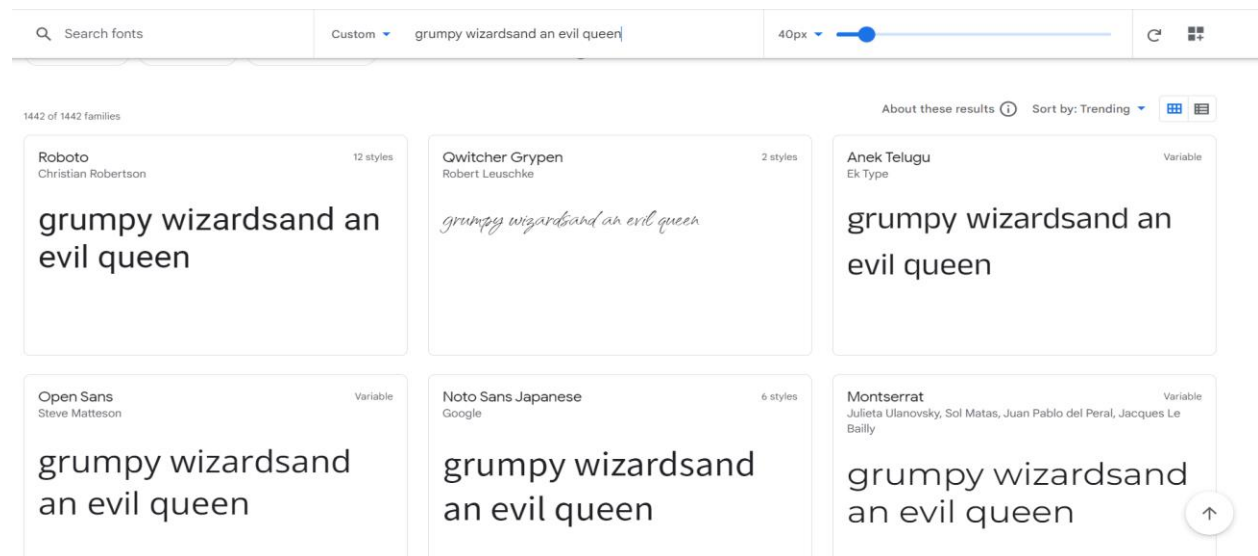 Search fonts
Custom
grumpy wizardsand an evil queen
40px
1442 of 1442 families
About these results
Sort by: Trending
Roboto
12 styles
Christian Robertson
grumpy wizardsand an
evil queen
Qwitcher Grypen
2 styles
Robert Leuschke
grumpy wizardsand an evil queen
Anek Telugu
Variable
Ek Type
grumpy wizardsand an
evil queen
Open Sans
Variable
Steve Matteson
grumpy wizardsand
an evil queen
Noto Sans Japanese
6 styles
Google
grumpy wizardsand
an evil queen
Montserrat
Variable
Julieta Ulanovsky, Sol Matas, Juan Pablo del Peral, Jacques Le
Bailly
grumpy wizardsand
an evil queen